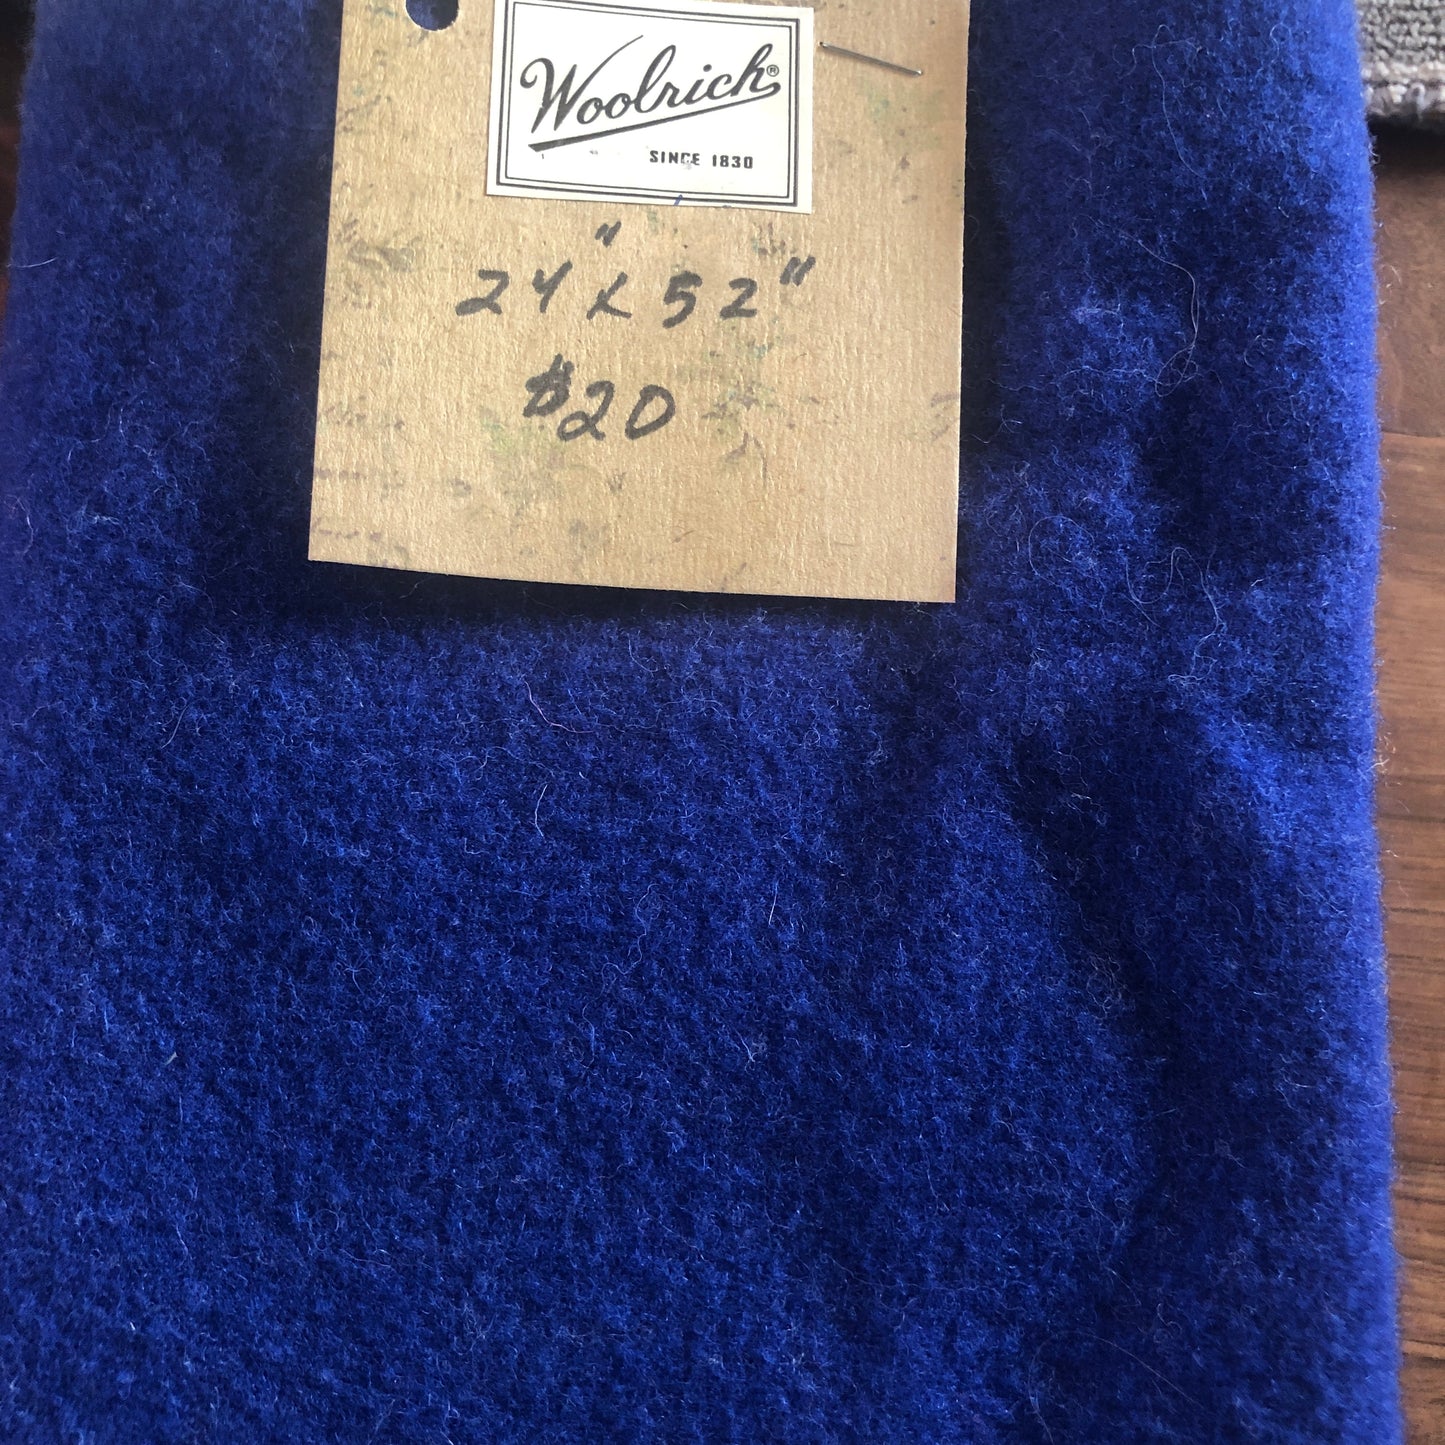 Woolrich®
SINCE 1830
24" x 52"
$20